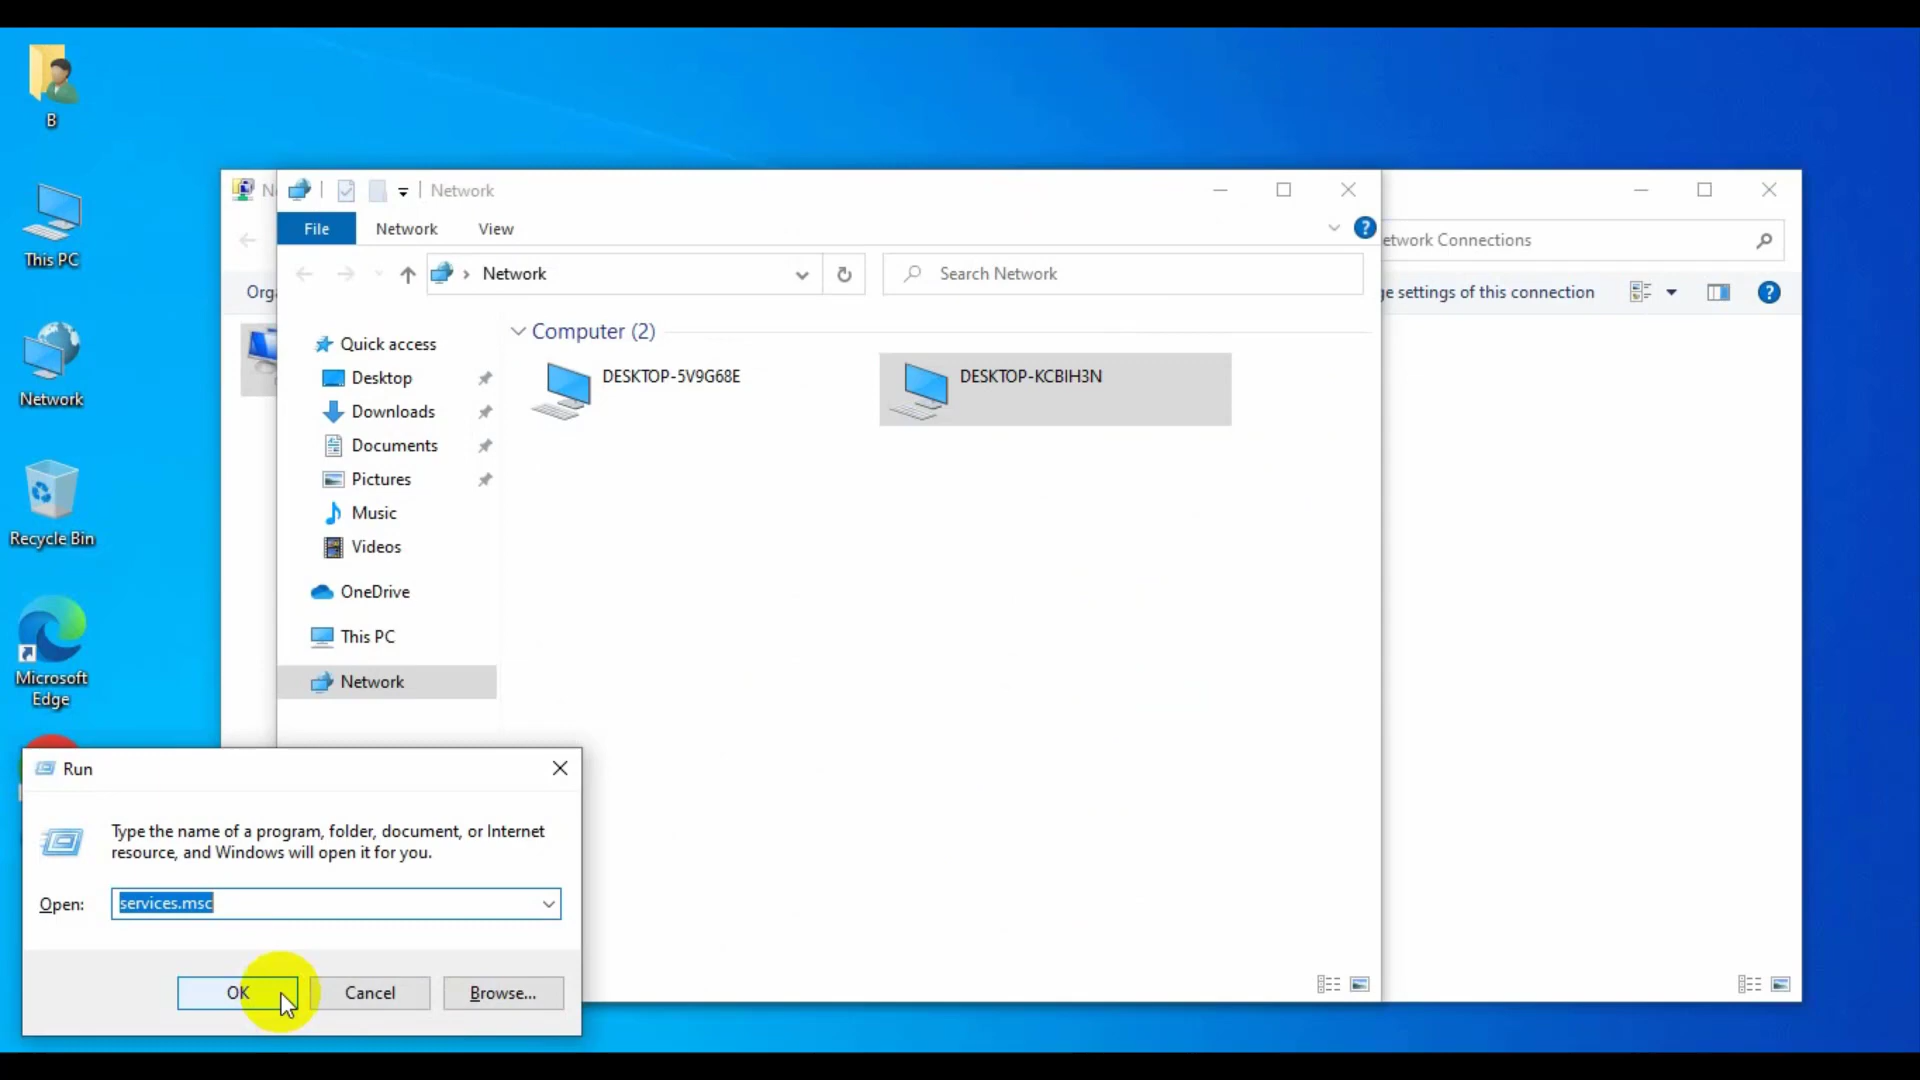 B
This PC
Network
Recycle Bin
Microsoft
Edge
Network
File
Network
View
Network
Search Network
Quick access
Desktop
Downloads
Documents
Pictures
Music
Videos
OneDrive
This PC
Network
Computer (2)
DESKTOP-5V9G68E
DESKTOP-KCBIH3N
N
Orga
etwork Connections
ge settings of this connection
Run
Type the name of a program, folder, document, or Internet
resource, and Windows will open it for you.
Open:
services.msc
OK
Cancel
Browse...